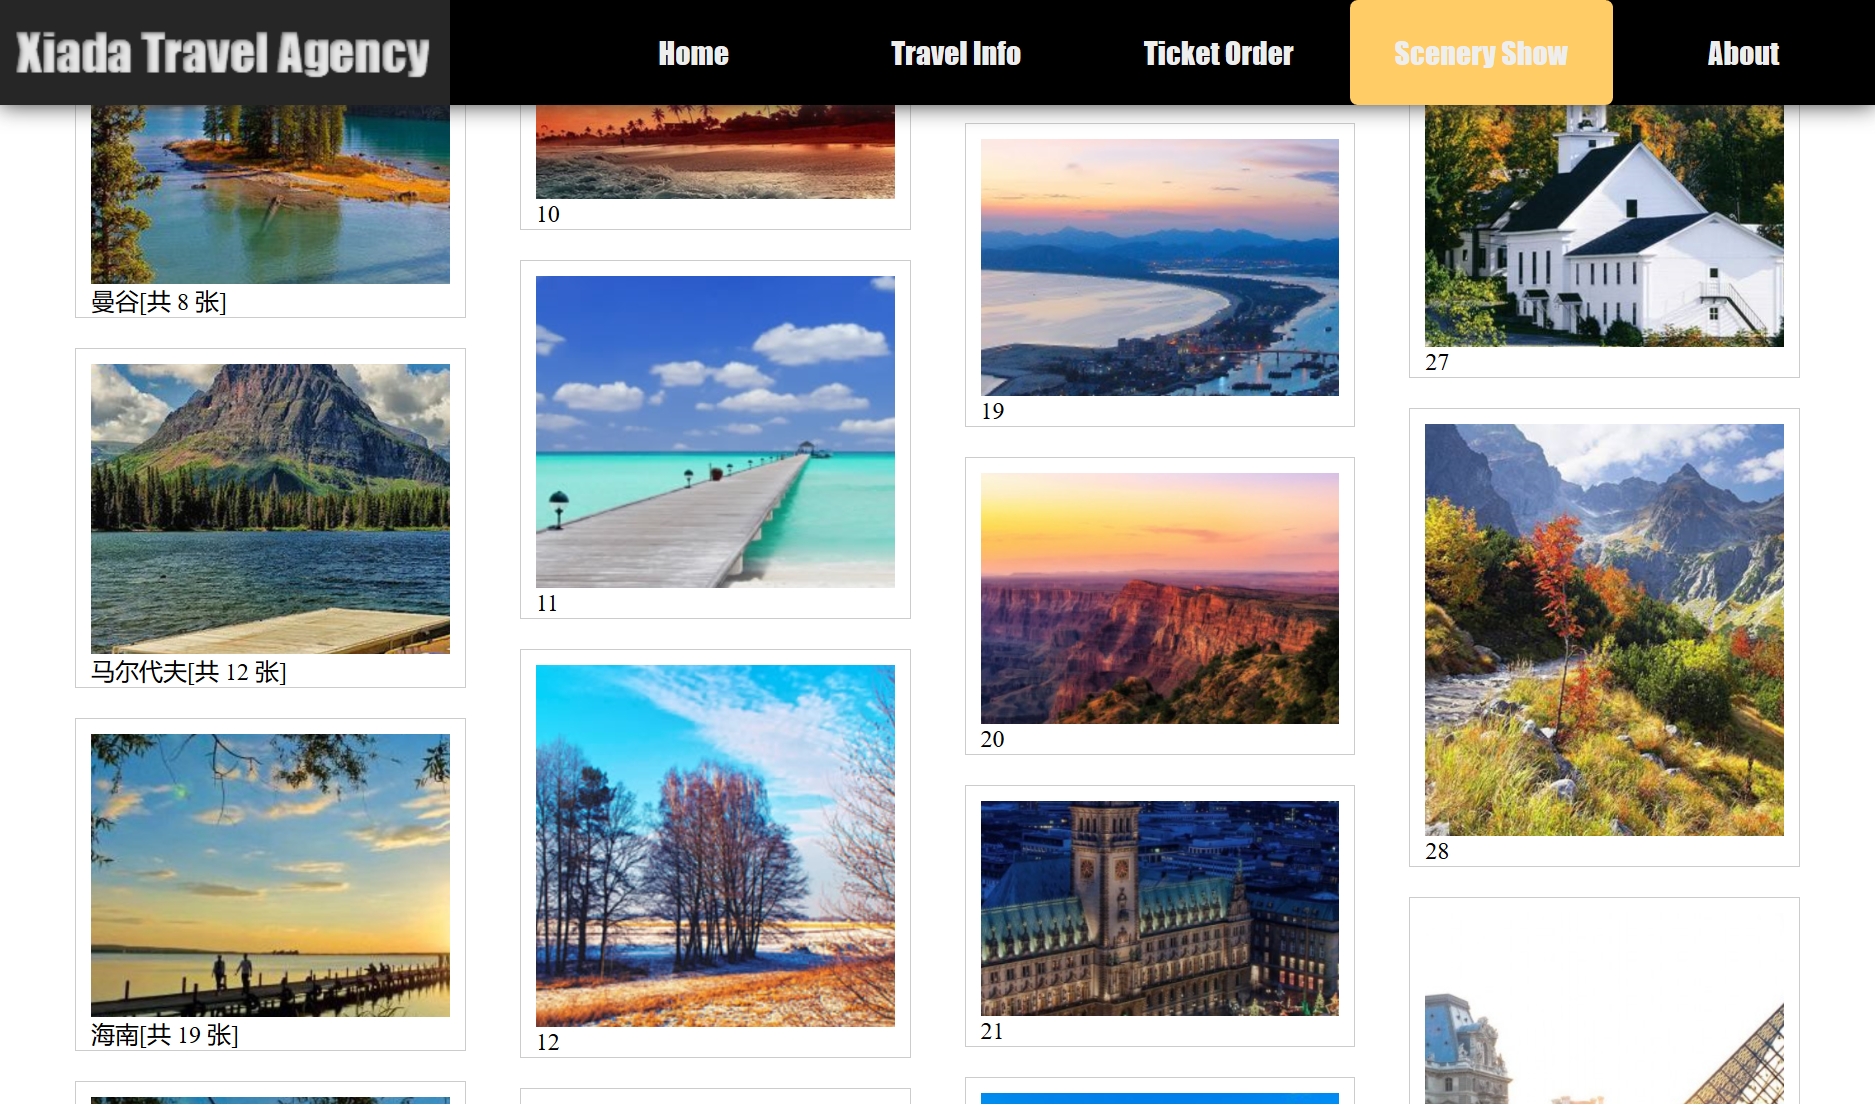 Xiada Travel Agency
Home
Travel Info
Ticket Order
Scenery Show
About
曼谷[共 8 张]
马尔代夫[共 12 张]
海南[共 19 张]
10
11
12
19
20
21
27
28